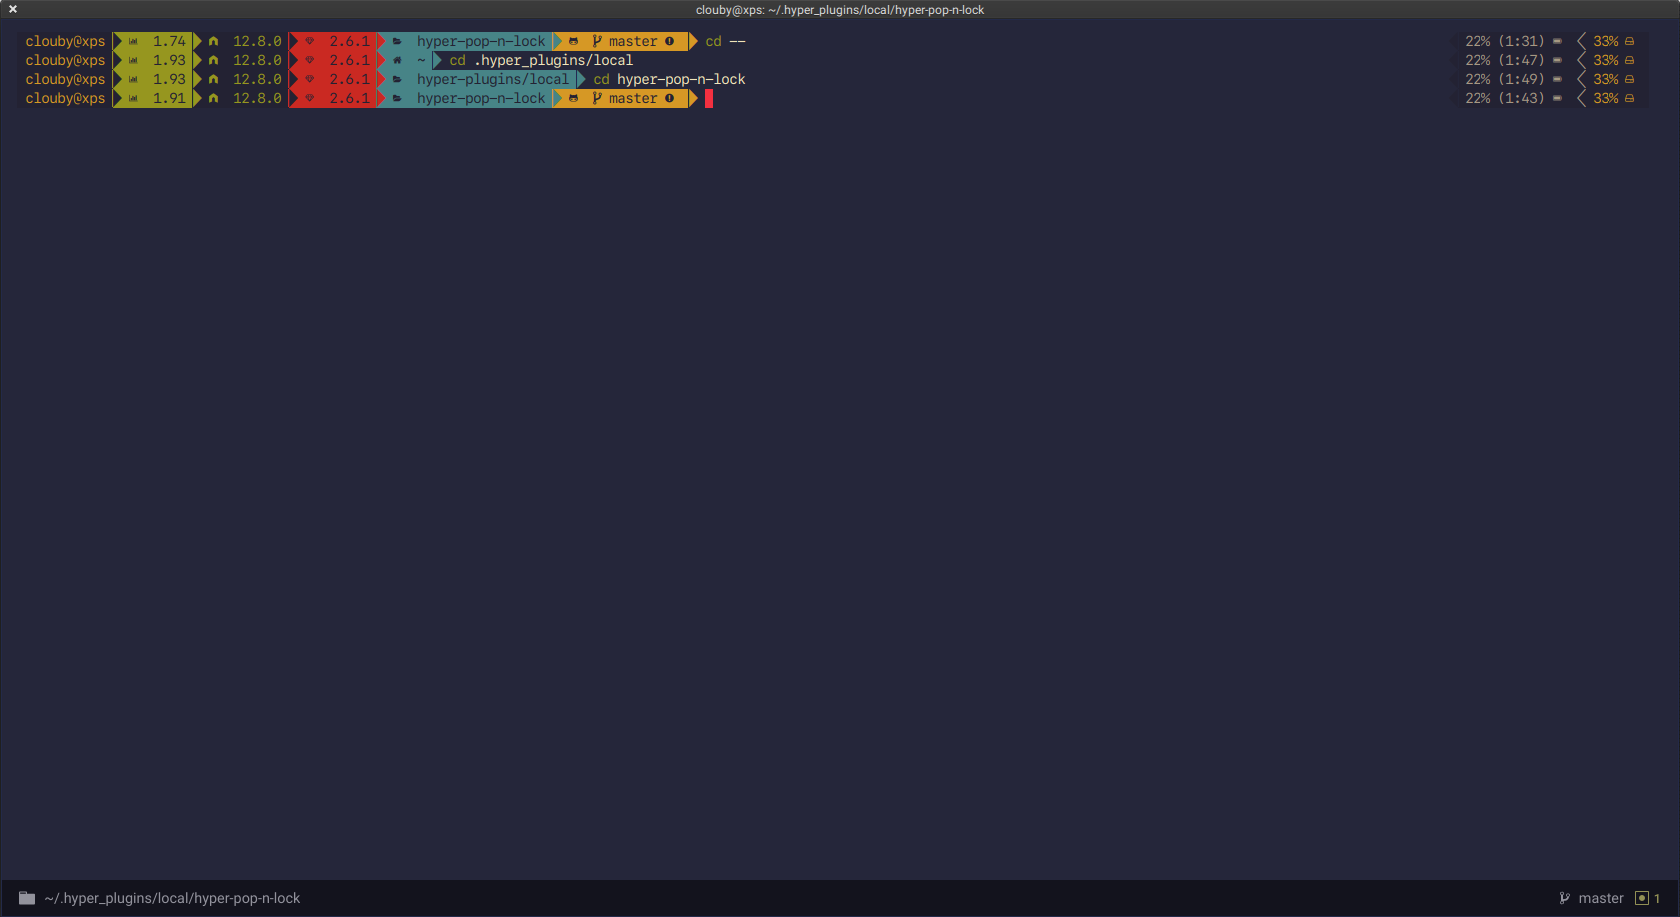 clouby@xps: ~/.hyper_plugins/local/hyper-pop-n-lock
clouby@xps 1.74 12.8.0 2.6.1 hyper-pop-n-lock master cd -- 22% (1:31) 33%
clouby@xps 1.93 12.8.0 2.6.1 ~ cd .hyper_plugins/local 22% (1:47) 33%
clouby@xps 1.93 12.8.0 2.6.1 hyper-plugins/local cd hyper-pop-n-lock 22% (1:49) 33%
clouby@xps 1.91 12.8.0 2.6.1 hyper-pop-n-lock master 22% (1:43) 33%
~/.hyper_plugins/local/hyper-pop-n-lock master 1